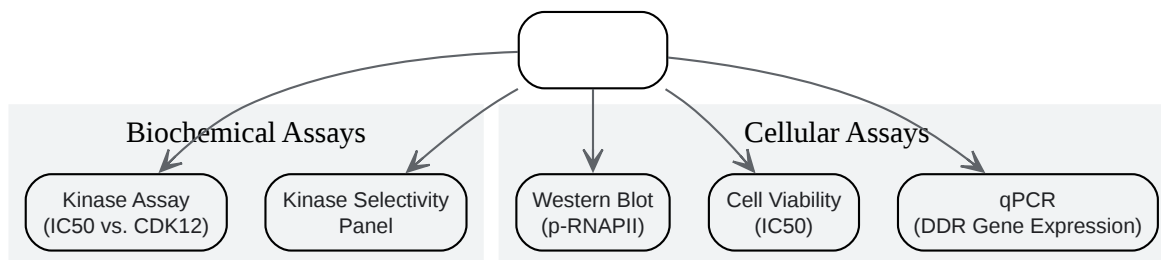 Biochemical Assays
Cellular Assays
Kinase Assay
(IC50 vs. CDK12)
Kinase Selectivity
Panel
Western Blot
(p-RNAPII)
Cell Viability
(IC50)
qPCR
(DDR Gene Expression)